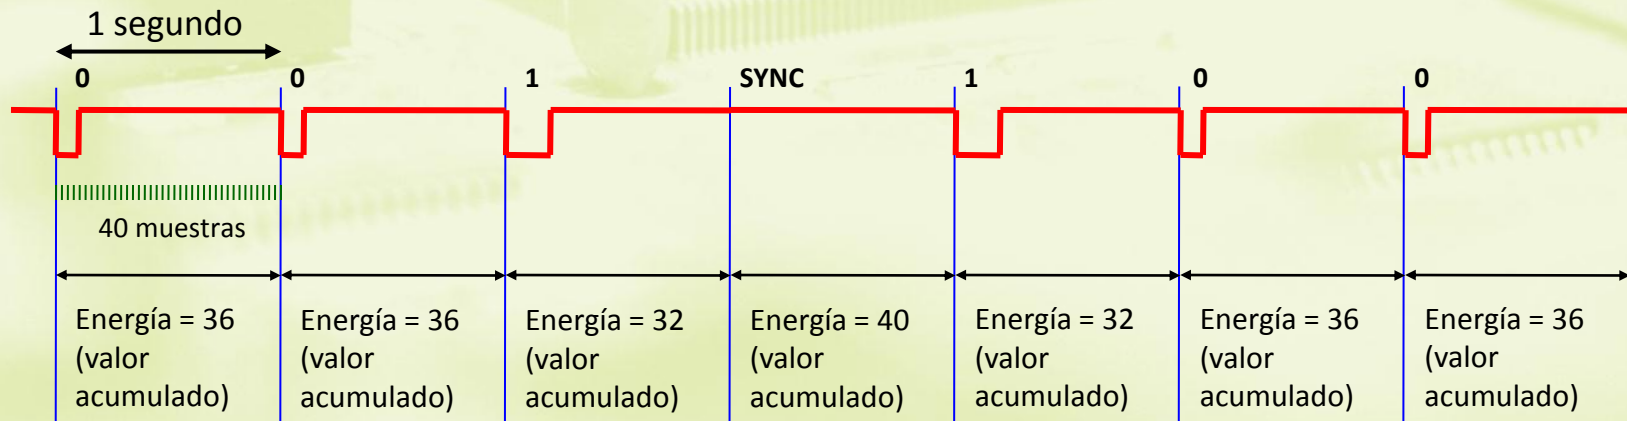 1 segundo
0 0 1 SYNC 1 0 0
40 muestras
Energía = 36
(valor
acumulado)
Energía = 36
(valor
acumulado)
Energía = 32
(valor
acumulado)
Energía = 40
(valor
acumulado)
Energía = 32
(valor
acumulado)
Energía = 36
(valor
acumulado)
Energía = 36
(valor
acumulado)